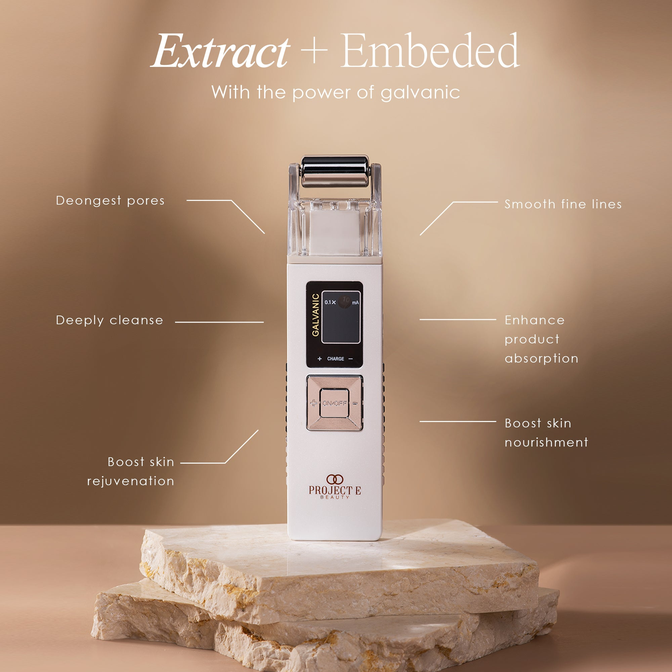 Extract + Embeded
With the power of galvanic
Deongest pores
Smooth fine lines
Deeply cleanse
Enhance
product
absorption
Boost skin
nourishment
Boost skin
rejuvenation
GALVANIC
0.1X mA
+ CHARGE −
ON/OFF
PROJECT E
BEAUTY